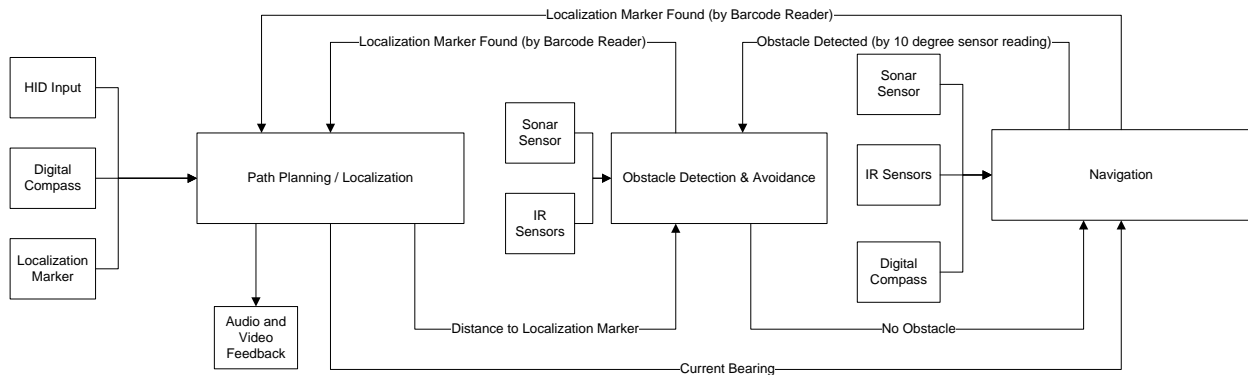 Localization Marker Found (by Barcode Reader)
Localization Marker Found (by Barcode Reader)
Obstacle Detected (by 10 degree sensor reading)
HID Input
Digital
Compass
Localization
Marker
Path Planning / Localization
Audio and
Video
Feedback
Sonar
Sensor
IR
Sensors
Obstacle Detection & Avoidance
Sonar
Sensor
IR Sensors
Digital
Compass
Navigation
Distance to Localization Marker
No Obstacle
Current Bearing